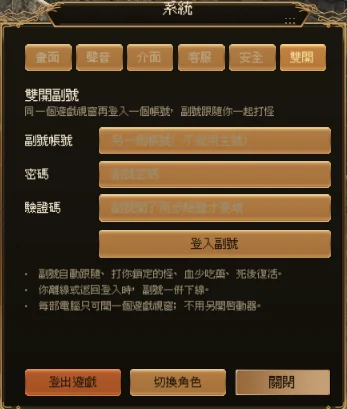 系統
畫面 聲音 介面 客服 安全 雙開
雙開副號
同一個遊戲視窗再登入一個帳號，副號跟隨你一起打怪
副號帳號 另一個帳號（不能用主號）
密碼 副號密碼
驗證碼 副號開了兩步驗證才要填
登入副號
· 副號自動跟隨、打你鎖定的怪、血少吃藥、死後復活。
· 你離線或返回登入時，副號一併下線。
· 每部電腦只可開一個遊戲視窗；不用另開啟動器。
登出遊戲 切換角色 關閉